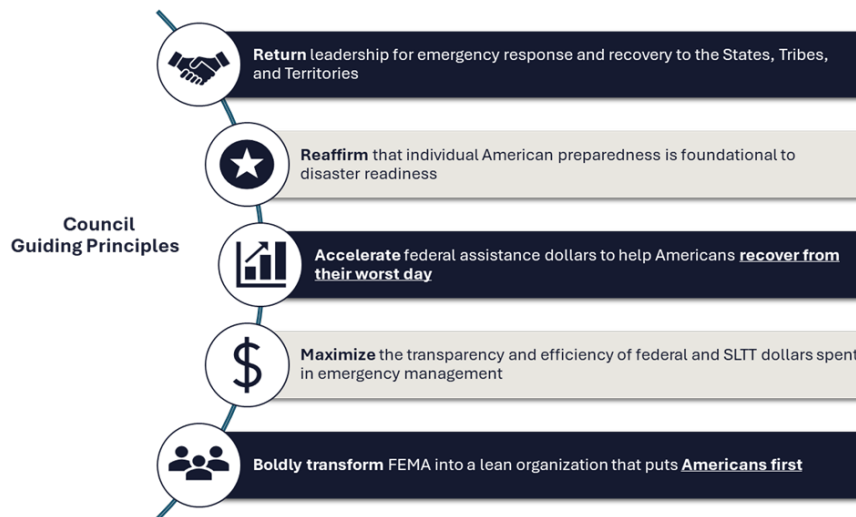 Return leadership for emergency response and recovery to the States, Tribes,
and Territories
Reaffirm that individual American preparedness is foundational to
disaster readiness
Council
Guiding Principles
Accelerate federal assistance dollars to help Americans recover from
their worst day
Maximize the transparency and efficiency of federal and SLTT dollars spent
in emergency management
$
Boldly transform FEMA into a lean organization that puts Americans first